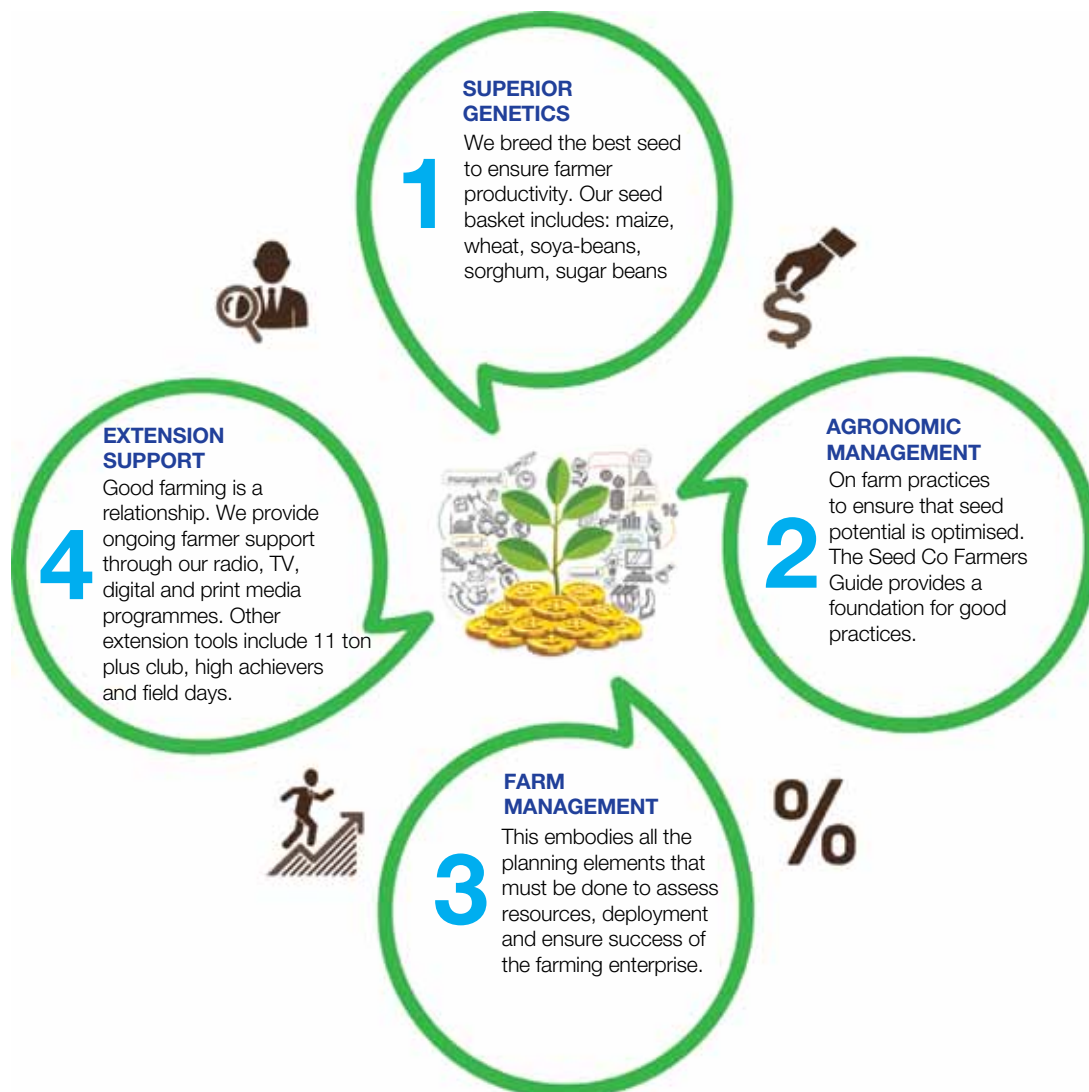 SUPERIOR
GENETICS
1
We breed the best seed
to ensure farmer
productivity. Our seed
basket includes: maize,
wheat, soya-beans,
sorghum, sugar beans
AGRONOMIC
MANAGEMENT
2
On farm practices
to ensure that seed
potential is optimised.
The Seed Co Farmers
Guide provides a
foundation for good
practices.
FARM
MANAGEMENT
3
This embodies all the
planning elements that
must be done to assess
resources, deployment
and ensure success of
the farming enterprise.
EXTENSION
SUPPORT
4
Good farming is a
relationship. We provide
ongoing farmer support
through our radio, TV,
digital and print media
programmes. Other
extension tools include 11 ton
plus club, high achievers
and field days.
management
plan
$
%